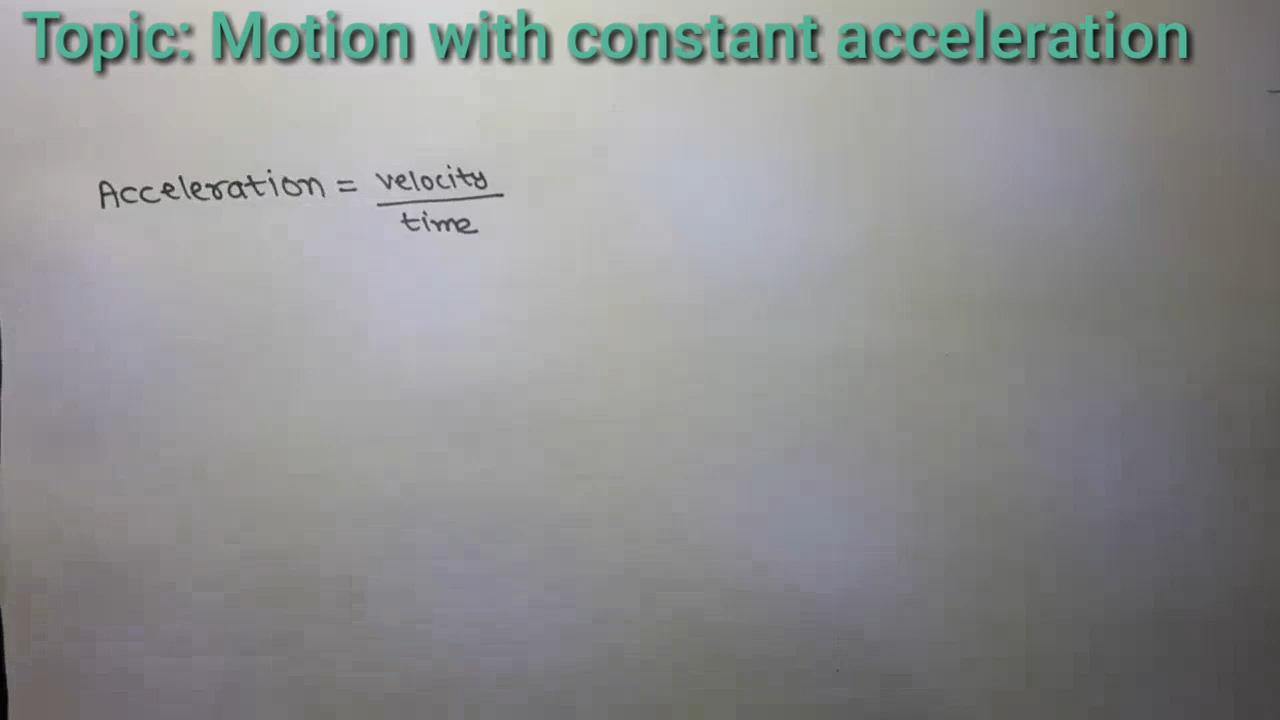 Topic: Motion with constant acceleration
Acceleration = velocity
time